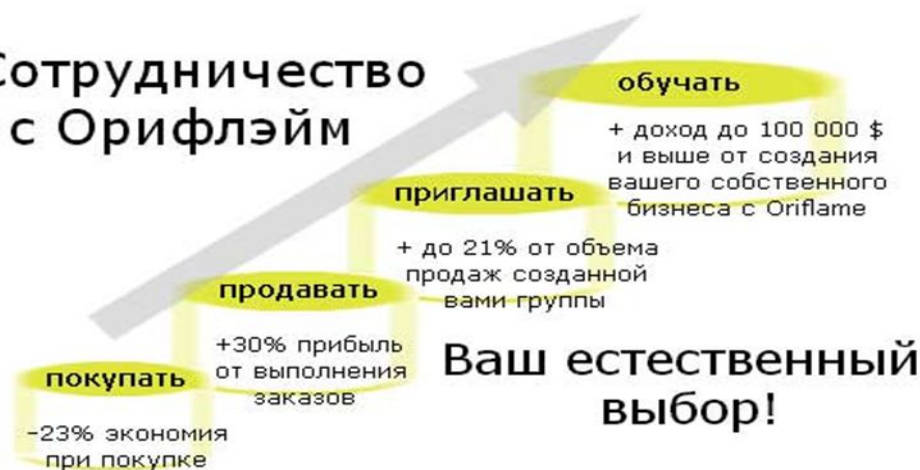 Сотрудничество
с Орифлэйм
обучать
+ доход до 100 000 $
и выше от создания
вашего собственного
бизнеса с Oriflame
приглашать
+ до 21% от объема
продаж созданной
вами группы
продавать
+30% прибыль
от выполнения
заказов
покупать
-23% экономия
при покупке
Ваш естественный
выбор!